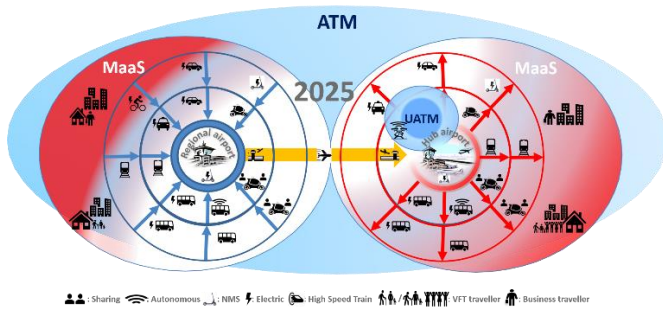 ATM
MaaS
MaaS
2025
UATM
Regional airport
Hub airport
: Sharing : Autonomous : NMS : Electric : High Speed Train / : VFT traveller : Business traveller